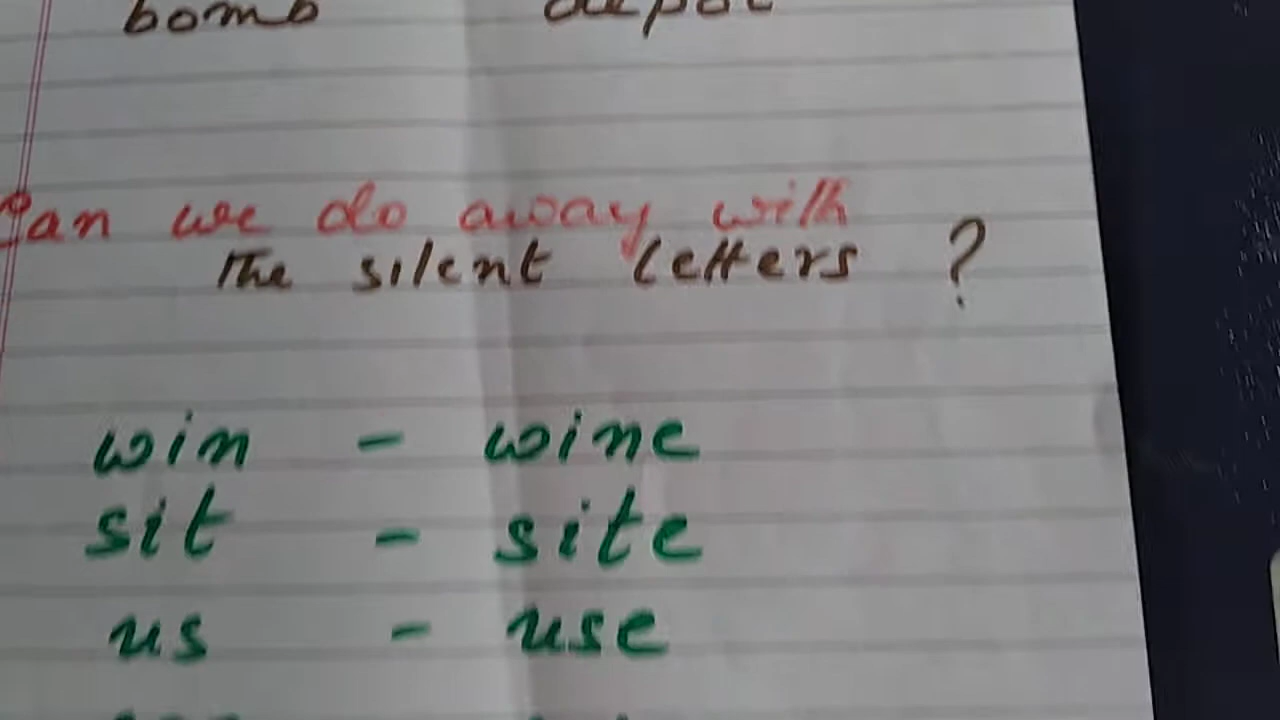 bomb depot
Can we do away with
The silent letters ?
win - wine
sit - site
us - use